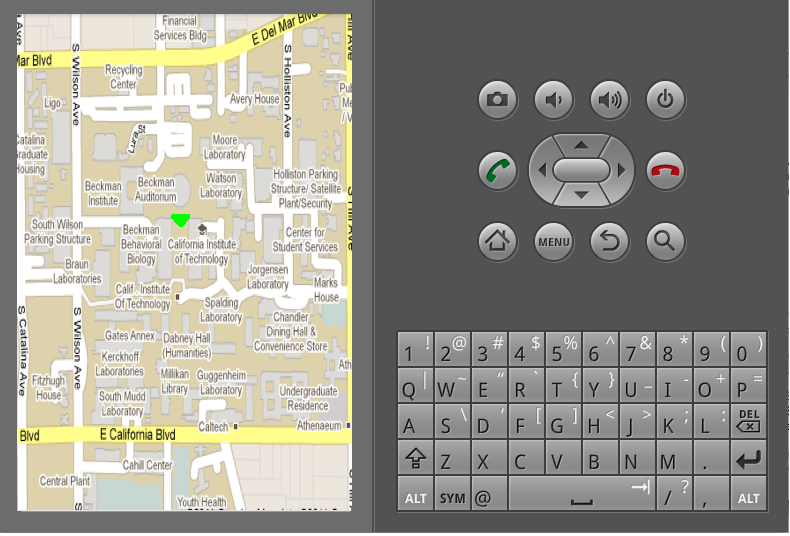 Financial
Services Bldg
E Del Mar Blvd
Mar Blvd
S Wilson Ave
S Holliston Ave
Hill Ave
Ave
Recycling
Center
Ligo
Avery House
Catalina
Graduate
Housing
Moore
Laboratory
Beckman
Institute
Beckman
Auditorium
Watson
Laboratory
Holliston Parking
Structure/ Satellite
Plant/Security
South Wilson
Parking Structure
Beckman
Behavioral
Biology
California Institute
of Technology
Center for
Student Services
S Hill Ave
Braun
Laboratories
Calif Institute
Of Technology
Jorgensen
Laboratory
Marks
House
Spalding
Laboratory
Chandler
Dining Hall &
Convenience Store
S Catalina Ave
S Wilson Ave
Gates Annex
Dabney Hall
(Humanities)
Kerckhoff
Laboratories
Fitzhugh
House
Millikan
Library
Guggenheim
Laboratory
South Mudd
Laboratory
Undergraduate
Residence
Ath
Caltech
Athenaeum
Blvd
E California Blvd
Cahill Center
Central Plant
Youth Health
MENU
1 ! 2 @ 3 # 4 $ 5 % 6 ^ 7 & 8 * 9 ( 0 )
Q | W ~ E “ R ` T { Y } U _ I - O + P =
A S \ D ‘ F [ G ] H < J > K ; L : DEL
Z X C V B N M .
ALT SYM @ / ? , ALT